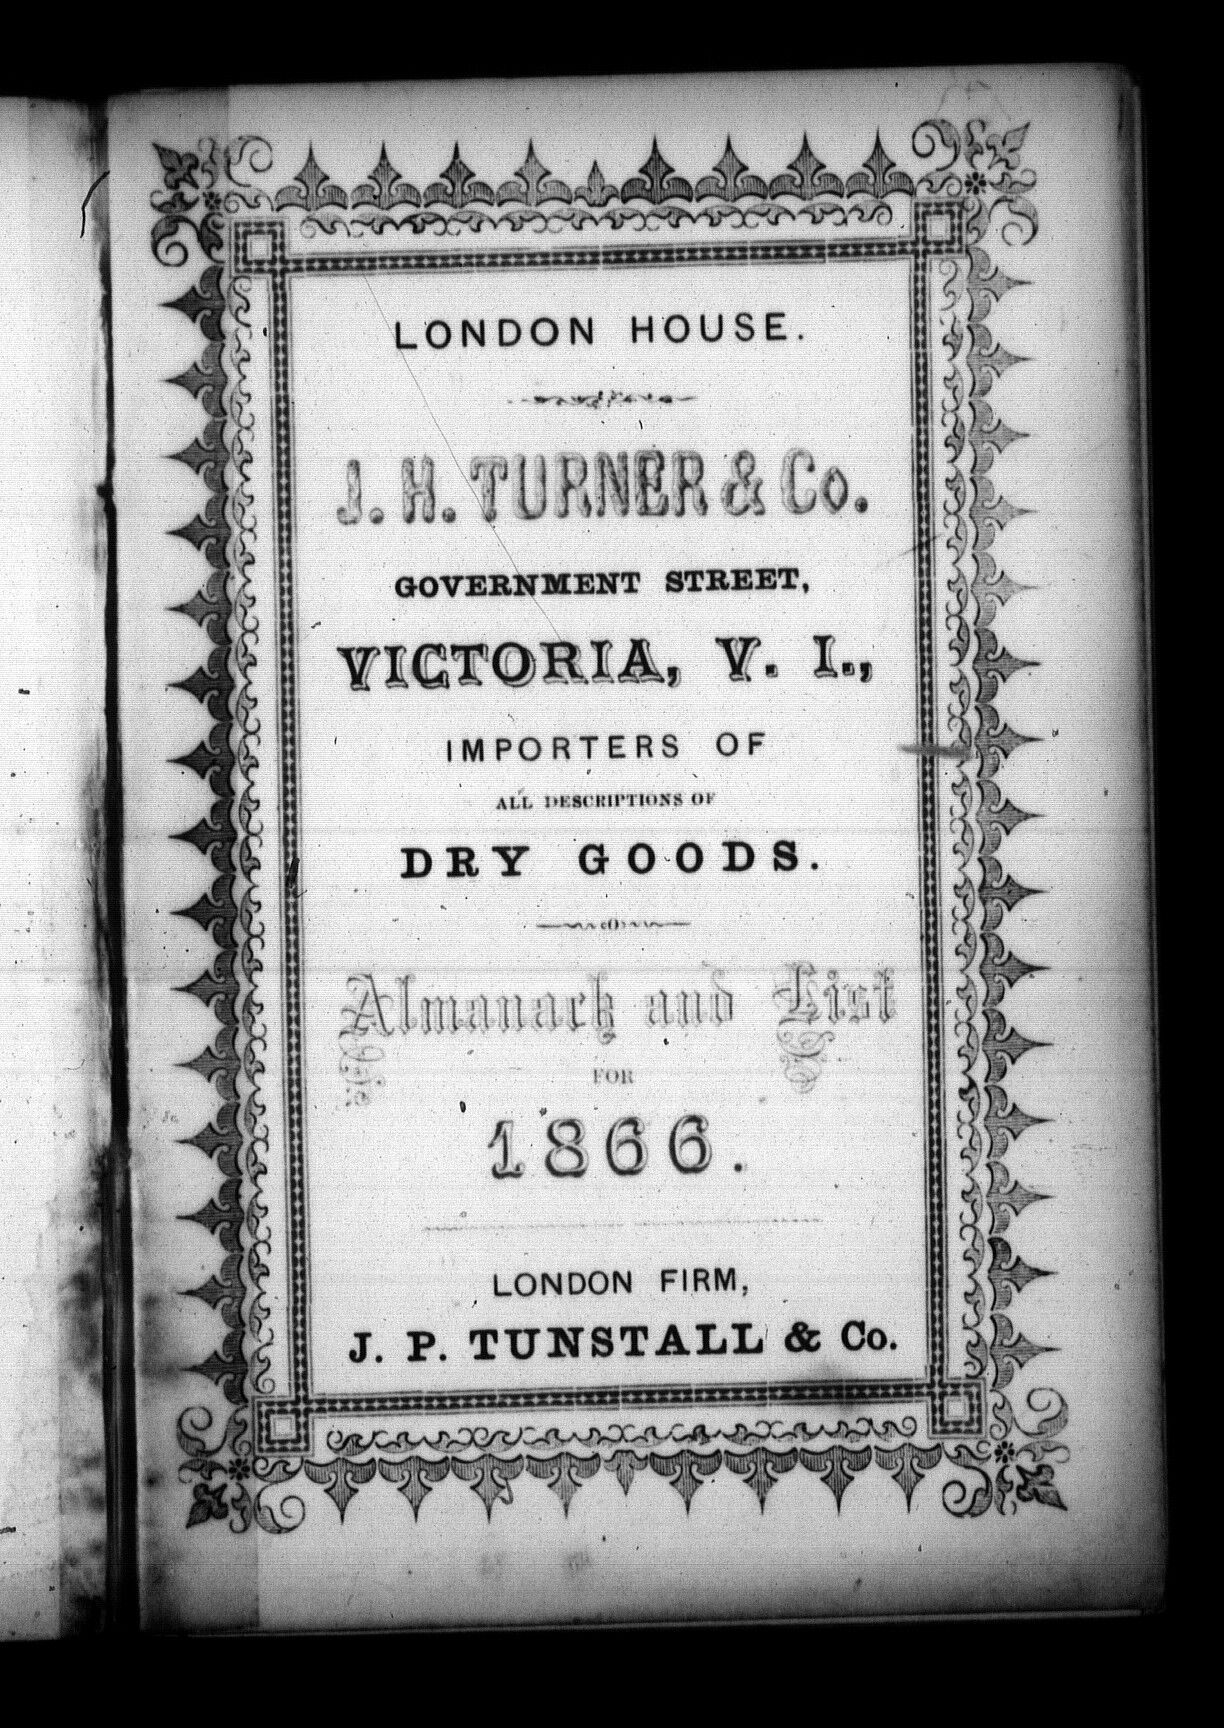 LONDON HOUSE.
J. H. TURNER & Co.
GOVERNMENT STREET,
VICTORIA, V. I.,
IMPORTERS OF
ALL DESCRIPTIONS OF
DRY GOODS.
Almanack and List
FOR
1866.
LONDON FIRM,
J. P. TUNSTALL & Co.